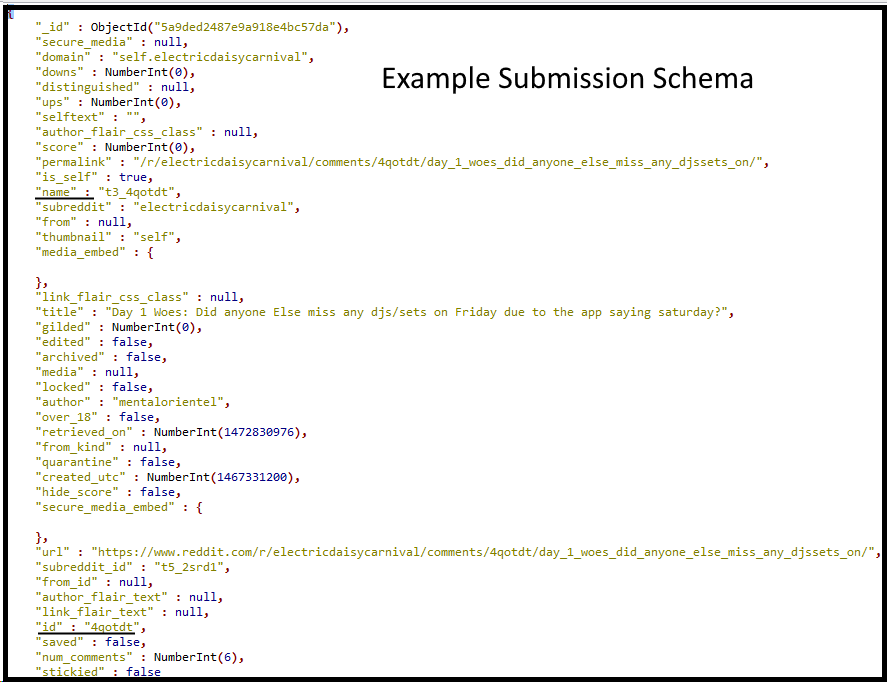 {
"_id" : ObjectId("5a9ded2487e9a918e4bc57da"),
"secure_media" : null,
"domain" : "self.electricdaisycarnival",
"downs" : NumberInt(0),
Example Submission Schema
"distinguished" : null,
"ups" : NumberInt(0),
"selftext" : "",
"author_flair_css_class" : null,
"score" : NumberInt(0),
"permalink" : "/r/electricdaisycarnival/comments/4qotdt/day_1_woes_did_anyone_else_miss_any_djssets_on/",
"is_self" : true,
"name" : "t3_4qotdt",
"subreddit" : "electricdaisycarnival",
"from" : null,
"thumbnail" : "self",
"media_embed" : {
},
"link_flair_css_class" : null,
"title" : "Day 1 Woes: Did anyone Else miss any djs/sets on Friday due to the app saying saturday?",
"gilded" : NumberInt(0),
"edited" : false,
"archived" : false,
"media" : null,
"locked" : false,
"author" : "mentalorientel",
"over_18" : false,
"retrieved_on" : NumberInt(1472830976),
"from_kind" : null,
"quarantine" : false,
"created_utc" : NumberInt(1467331200),
"hide_score" : false,
"secure_media_embed" : {
},
"url" : "https://www.reddit.com/r/electricdaisycarnival/comments/4qotdt/day_1_woes_did_anyone_else_miss_any_djssets_on/",
"subreddit_id" : "t5_2srd1",
"from_id" : null,
"author_flair_text" : null,
"link_flair_text" : null,
"id" : "4qotdt",
"saved" : false,
"num_comments" : NumberInt(6),
"stickied" : false